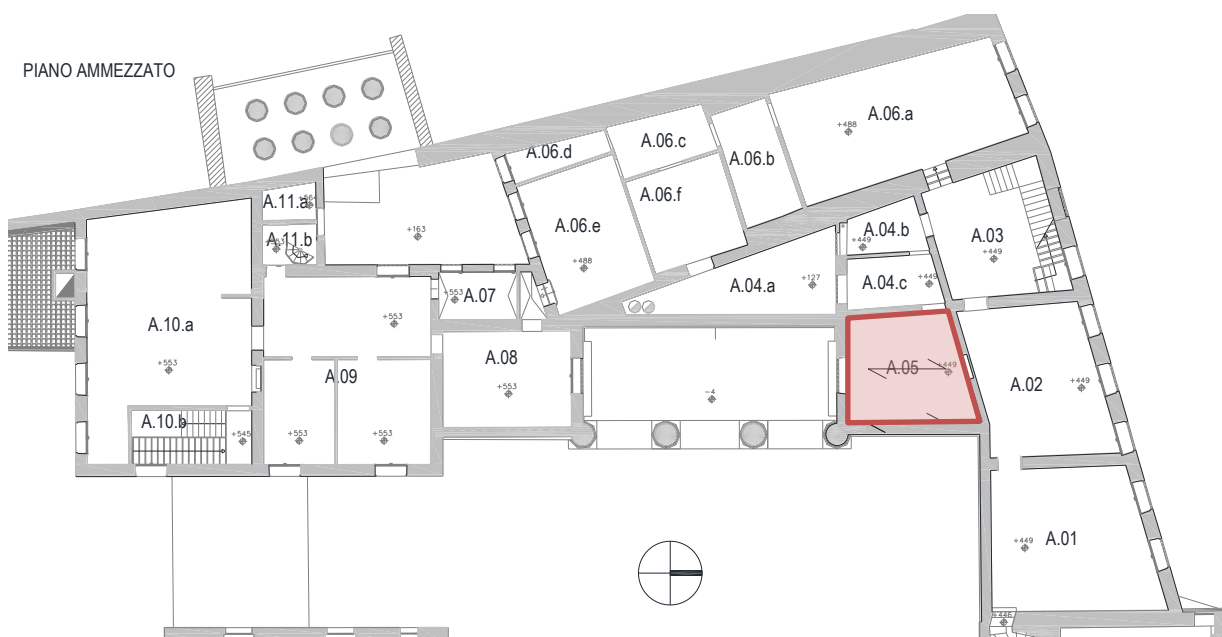 PIANO AMMEZZATO
A.06.a
+488
A.06.d
A.06.c
A.06.b
A.06.f
A.06.e
+488
A.11.a
A.11.b
+163
A.04.b
+449
A.03
+449
A.04.a
+127
A.04.c
+449
A.07
+553
+553
A.10.a
+553
A.08
+553
A.09
A.05
+449
A.02
+449
-4
A.10.b
+545
+553
+553
A.01
+449
+446